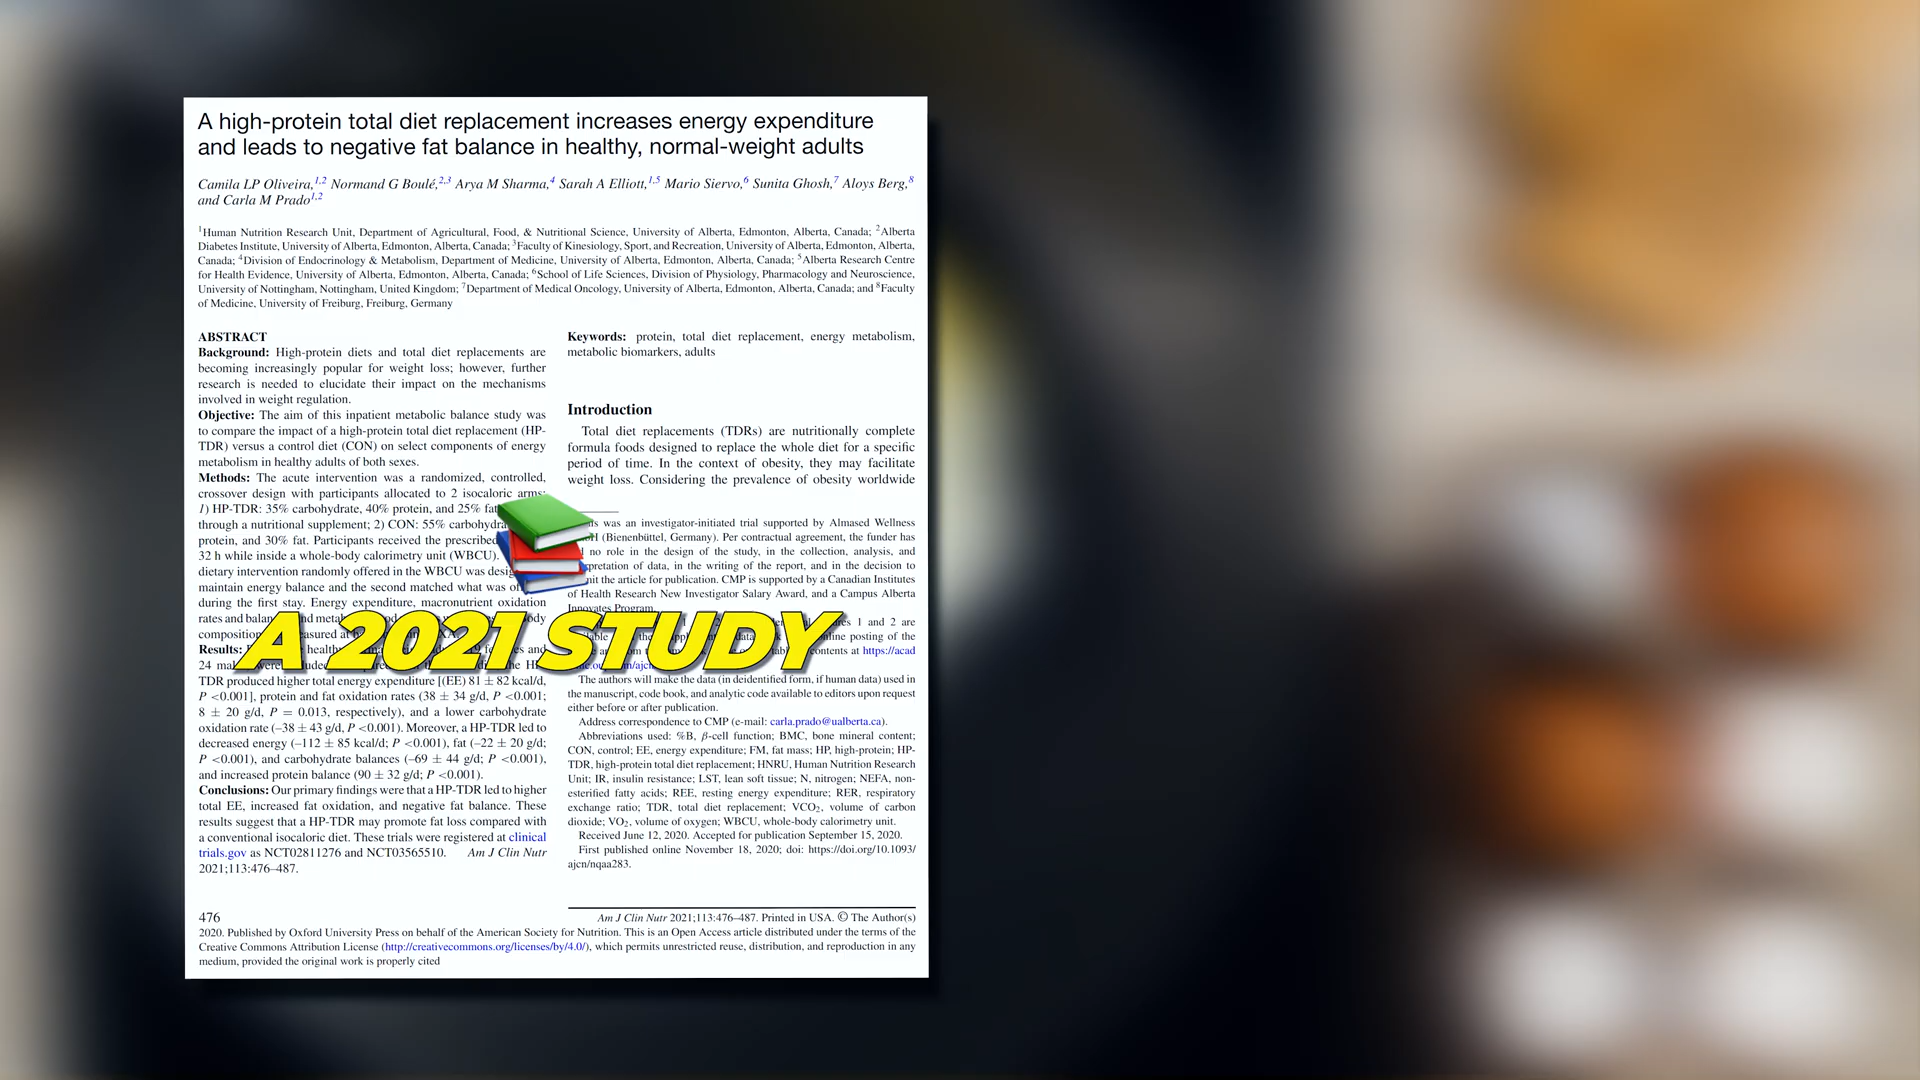 A high-protein total diet replacement increases energy expenditure
and leads to negative fat balance in healthy, normal-weight adults
Camila LP Oliveira,1,2 Normand G Boulé,2,3 Arya M Sharma,4 Sarah A Elliott,1,5 Mario Siervo,6 Sunita Ghosh,7 Aloys Berg,8
and Carla M Prado1,2
1Human Nutrition Research Unit, Department of Agricultural, Food, & Nutritional Science, University of Alberta, Edmonton, Alberta, Canada; 2Alberta
Diabetes Institute, University of Alberta, Edmonton, Alberta, Canada; 3Faculty of Kinesiology, Sport, and Recreation, University of Alberta, Edmonton, Alberta,
Canada; 4Division of Endocrinology & Metabolism, Department of Medicine, University of Alberta, Edmonton, Alberta, Canada; 5Alberta Research Centre
for Health Evidence, University of Alberta, Edmonton, Alberta, Canada; 6School of Life Sciences, Division of Physiology, Pharmacology and Neuroscience,
University of Nottingham, Nottingham, United Kingdom; 7Department of Medical Oncology, University of Alberta, Edmonton, Alberta, Canada; and 8Faculty
of Medicine, University of Freiburg, Freiburg, Germany
ABSTRACT
Background: High-protein diets and total diet replacements are
becoming increasingly popular for weight loss; however, further
research is needed to elucidate their impact on the mechanisms
involved in weight regulation.
Objective: The aim of this inpatient metabolic balance study was
to compare the impact of a high-protein total diet replacement (HP-
TDR) versus a control diet (CON) on select components of energy
metabolism in healthy adults of both sexes.
Methods: The acute intervention was a randomized, controlled,
crossover design with participants allocated to 2 isocaloric arms:
1) HP-TDR: 35% carbohydrate, 40% protein, and 25% fat
through a nutritional supplement; 2) CON: 55%
protein, and 30% fat. Participants received the prescribed
32 h while inside a whole-body calorimetry unit (WBCU).
dietary intervention randomly offered in the WBCU was
maintain energy balance and the second matched what was
during the first stay. Energy expenditure, macronutrient oxidation
rates and
Results:
24
TDR produced higher total energy expenditure [(EE) 81 ± 82 kcal/d,
P <0.001], protein and fat oxidation rates (38 ± 34 g/d, P <0.001;
8 ± 20 g/d, P = 0.013, respectively), and a lower carbohydrate
oxidation rate (–38 ± 43 g/d, P <0.001). Moreover, a HP-TDR led to
decreased energy (–112 ± 85 kcal/d; P <0.001), fat (–22 ± 20 g/d;
P <0.001), and carbohydrate balances (–69 ± 44 g/d; P <0.001),
and increased protein balance (90 ± 32 g/d; P <0.001).
Conclusions: Our primary findings were that a HP-TDR led to higher
total EE, increased fat oxidation, and negative fat balance. These
results suggest that a HP-TDR may promote fat loss compared with
a conventional isocaloric diet. These trials were registered at clinical
trials.gov as NCT02811276 and NCT03565510. Am J Clin Nutr
2021;113:476–487.
Keywords: protein, total diet replacement, energy metabolism,
metabolic biomarkers, adults
Introduction
Total diet replacements (TDRs) are nutritionally complete
formula foods designed to replace the whole diet for a specific
period of time. In the context of obesity, they may facilitate
weight loss. Considering the prevalence of obesity worldwide
was an investigator-initiated trial supported by Almased Wellness
(Bienenbüttel, Germany). Per contractual agreement, the funder has
no role in the design of the study, in the collection, analysis, and
of data, in the writing of the report, and in the decision to
the article for publication. CMP is supported by a Canadian Institutes
of Health Research New Investigator Salary Award, and a Campus Alberta
Innovates Program.
1 and 2 are
posting of the
contents at https://acad
The authors will make the data (in deidentified form, if human data) used in
the manuscript, code book, and analytic code available to editors upon request
either before or after publication.
Address correspondence to CMP (e-mail: carla.prado@ualberta.ca).
Abbreviations used: %B, β-cell function; BMC, bone mineral content;
CON, control; EE, energy expenditure; FM, fat mass; HP, high-protein; HP-
TDR, high-protein total diet replacement; HNRU, Human Nutrition Research
Unit; IR, insulin resistance; LST, lean soft tissue; N, nitrogen; NEFA, non-
esterified fatty acids; REE, resting energy expenditure; RER, respiratory
exchange ratio; TDR, total diet replacement; VCO2, volume of carbon
dioxide; VO2, volume of oxygen; WBCU, whole-body calorimetry unit.
Received June 12, 2020. Accepted for publication September 15, 2020.
First published online November 18, 2020; doi: https://doi.org/10.1093/
ajcn/nqaa283.
A 2021 STUDY
476
Am J Clin Nutr 2021;113:476–487. Printed in USA. © The Author(s)
2020. Published by Oxford University Press on behalf of the American Society for Nutrition. This is an Open Access article distributed under the terms of the
Creative Commons Attribution License (http://creativecommons.org/licenses/by/4.0/), which permits unrestricted reuse, distribution, and reproduction in any
medium, provided the original work is properly cited